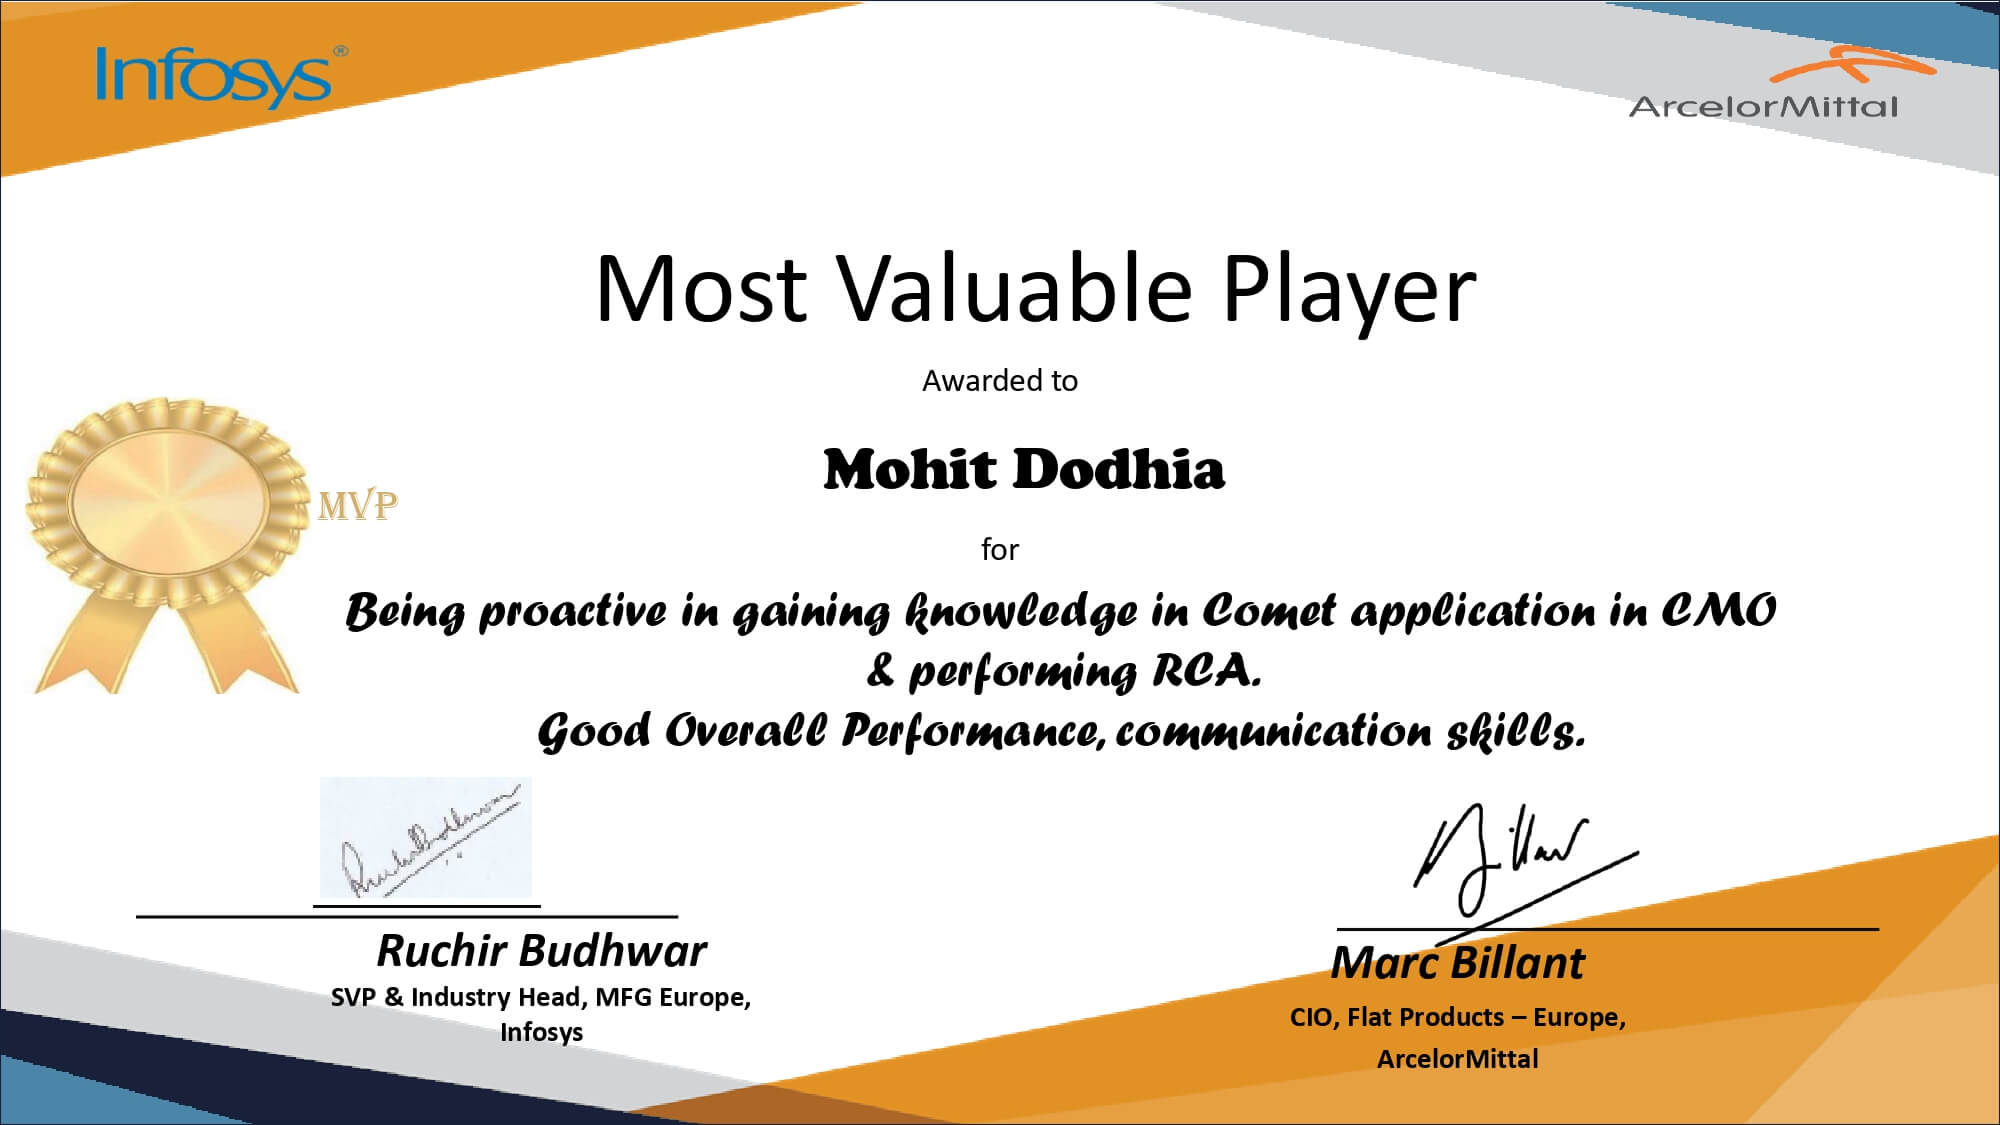 Infosys®
ArcelorMittal
Most Valuable Player
Awarded to
Mohit Dodhia
MVP
for
Being proactive in gaining knowledge in Comet application in CMO
& performing RCA.
Good Overall Performance, communication skills.
Ruchir Budhwar
Ruchir Budhwar
SVP & Industry Head, MFG Europe,
Infosys
Marc Billant
CIO, Flat Products – Europe,
ArcelorMittal